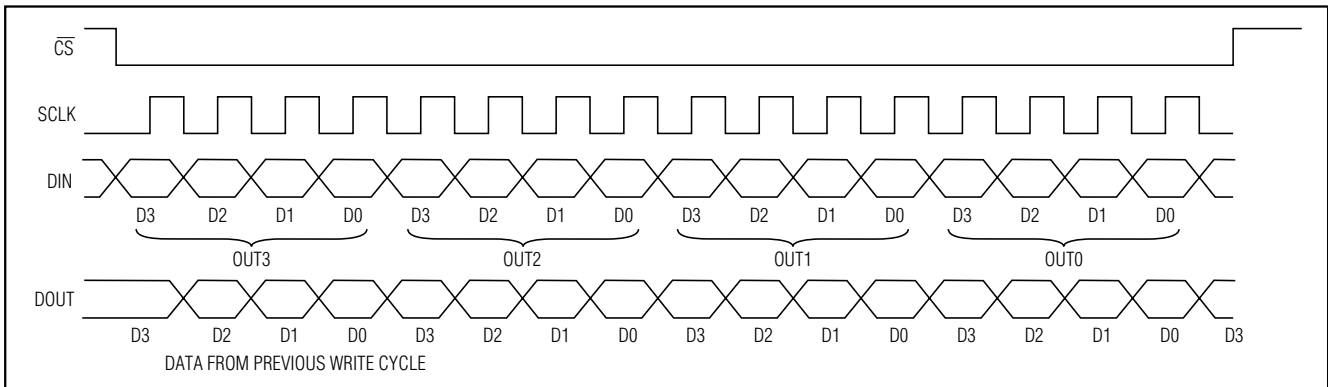 CS
SCLK
DIN
D3 D2 D1 D0 D3 D2 D1 D0 D3 D2 D1 D0 D3 D2 D1 D0
OUT3 OUT2 OUT1 OUT0
DOUT
D3 D2 D1 D0 D3 D2 D1 D0 D3 D2 D1 D0 D3 D2 D1 D0 D3
DATA FROM PREVIOUS WRITE CYCLE